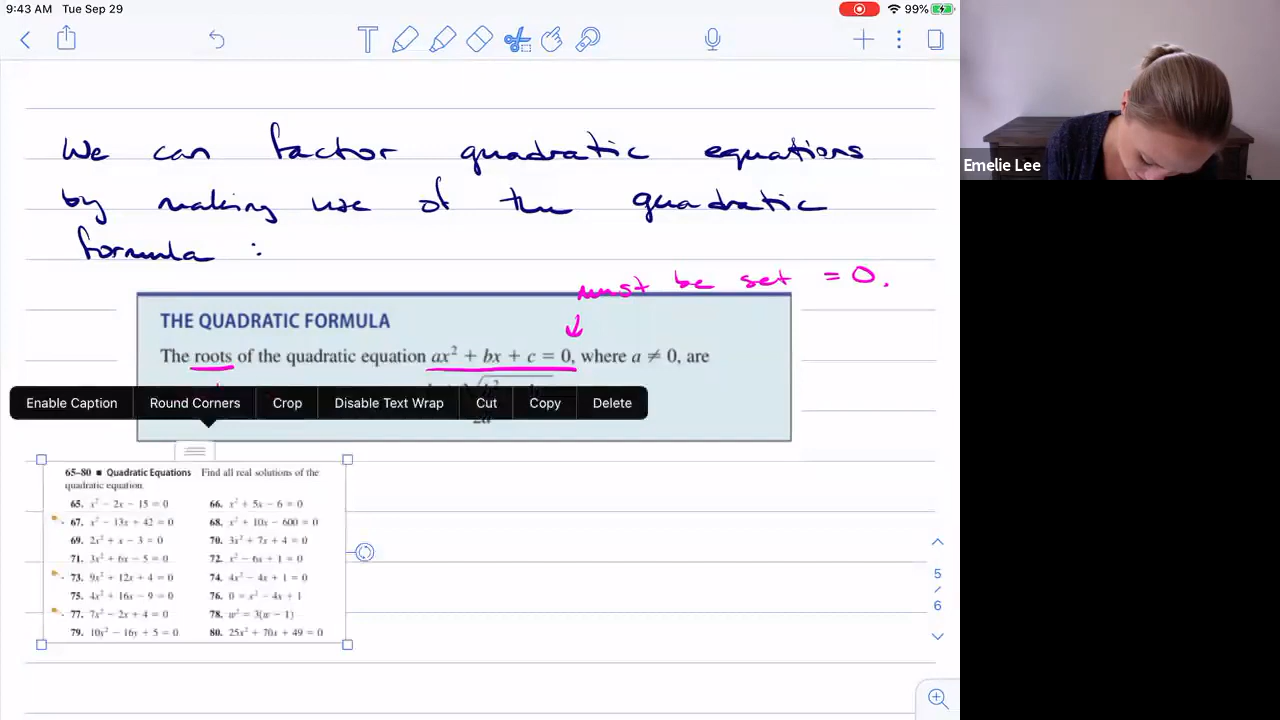 9:43 AM Tue Sep 29
99%
We can factor quadratic equations
by making use of the quadratic
formula :
must be set = 0.
THE QUADRATIC FORMULA
The roots of the quadratic equation ax² + bx + c = 0, where a ≠ 0, are
2a
Enable Caption Round Corners Crop Disable Text Wrap Cut Copy Delete
65–80 ■ Quadratic Equations Find all real solutions of the
quadratic equation.
65. x² − 2x − 15 = 0 66. x² + 5x − 6 = 0
67. x² − 13x + 42 = 0 68. x² + 10x − 600 = 0
69. 2x² + x − 3 = 0 70. 3x² + 7x + 4 = 0
71. 3x² + 6x − 5 = 0 72. x² − 6x + 1 = 0
73. 9x² + 12x + 4 = 0 74. 4x² − 4x + 1 = 0
75. 4x² + 16x − 9 = 0 76. 0 = x² − 4x + 1
77. 7x² − 2x + 4 = 0 78. w² = 3(w − 1)
79. 10y² − 16y + 5 = 0 80. 25x² + 70x + 49 = 0
5
/
6
Emelie Lee